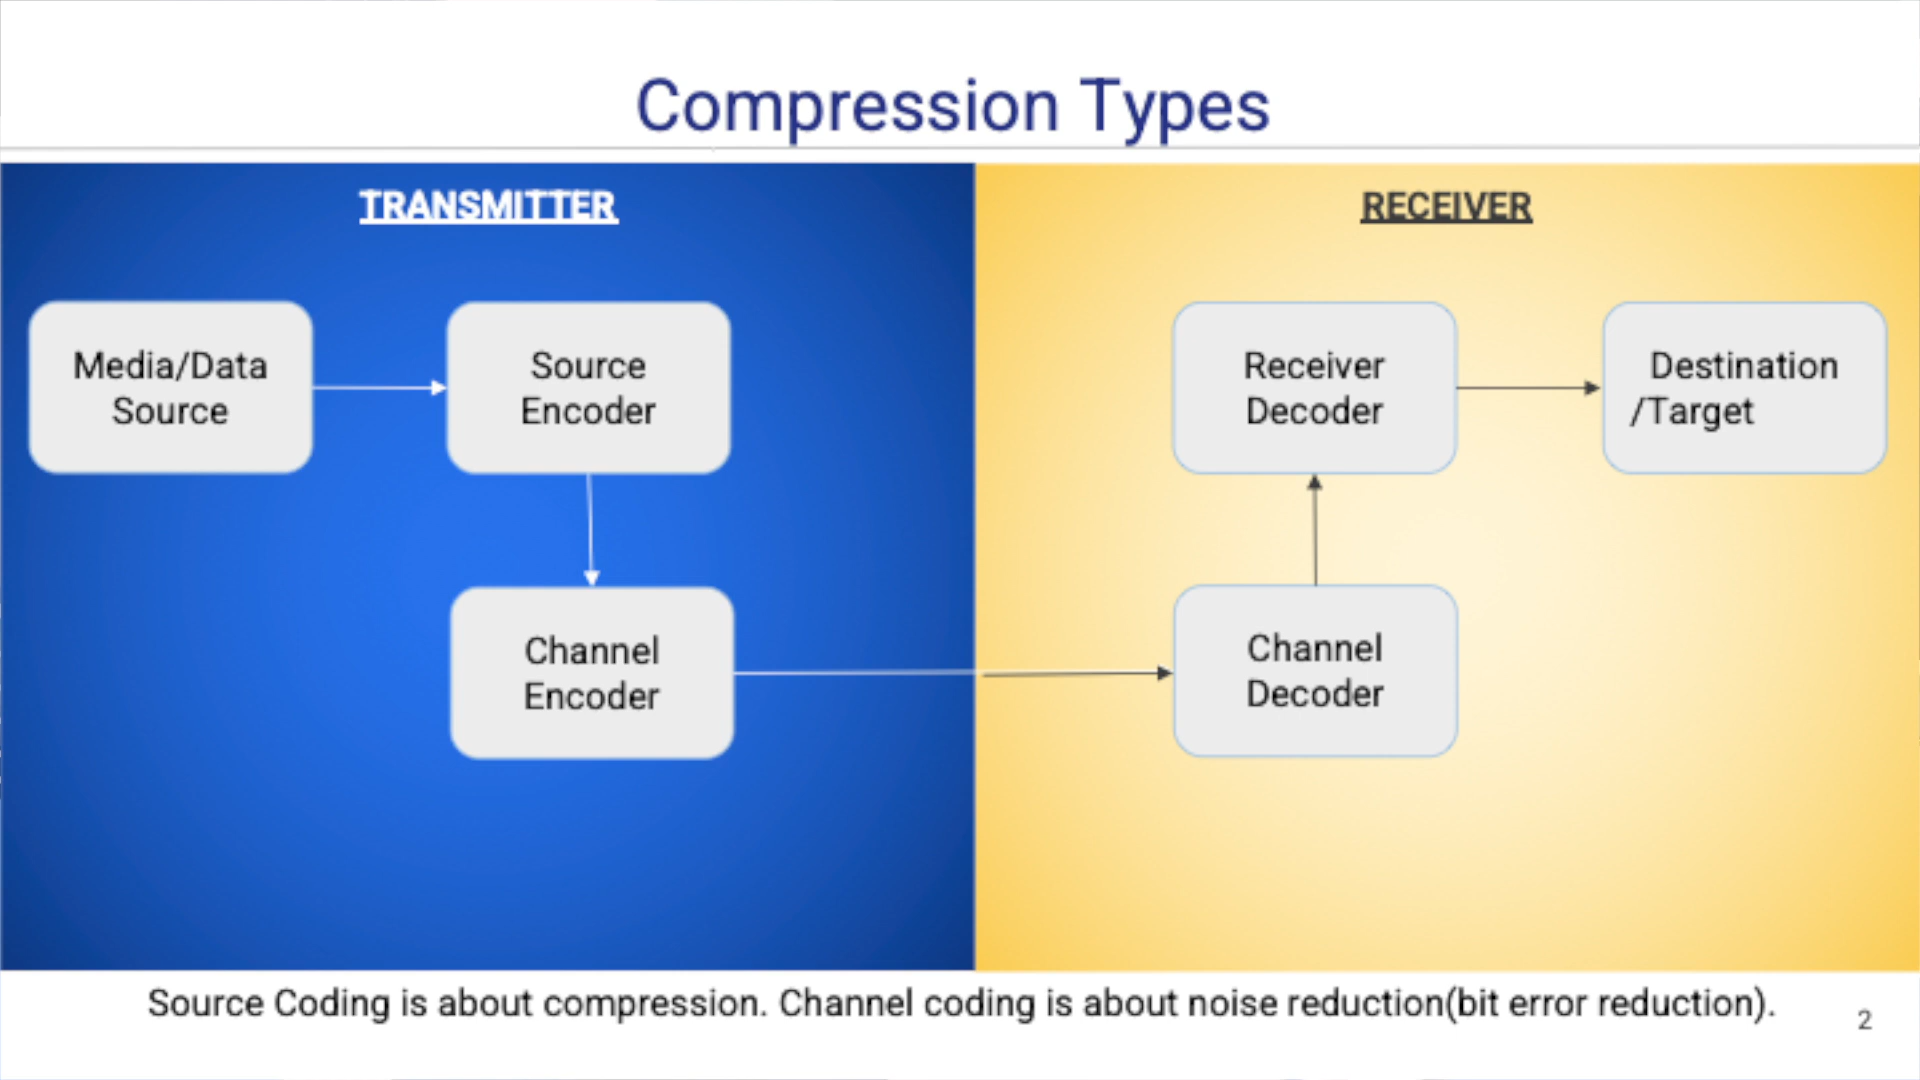 Compression Types
TRANSMITTER
Media/Data
Source
Source
Encoder
Channel
Encoder
RECEIVER
Receiver
Decoder
Destination
/Target
Channel
Decoder
Source Coding is about compression. Channel coding is about noise reduction(bit error reduction).
2